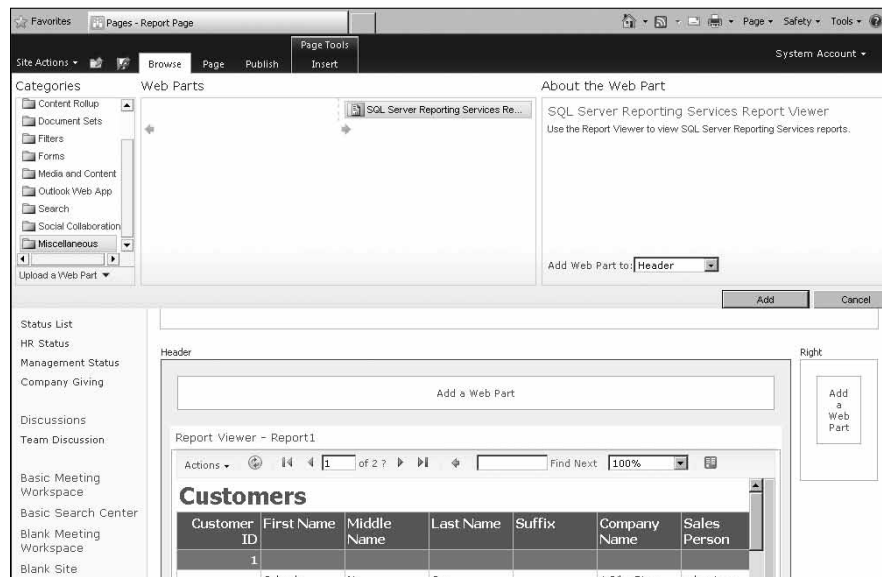 Favorites
Pages - Report Page
Page
Safety
Tools
Site Actions
Browse
Page
Publish
Page Tools
Insert
System Account
Categories
Content Rollup
Document Sets
Filters
Forms
Media and Content
Outlook Web App
Search
Social Collaboration
Miscellaneous
Upload a Web Part
Web Parts
SQL Server Reporting Services Re...
About the Web Part
SQL Server Reporting Services Report Viewer
Use the Report Viewer to view SQL Server Reporting Services reports.
Add Web Part to: Header
Add
Cancel
Status List
HR Status
Management Status
Company Giving
Discussions
Team Discussion
Basic Meeting
Workspace
Basic Search Center
Blank Meeting
Workspace
Blank Site
Header
Add a Web Part
Report Viewer - Report1
Actions
1 of 2 ?
Find Next
100%
Customers
Customer ID
First Name
Middle Name
Last Name
Suffix
Company Name
Sales Person
1
Right
Add
a
Web
Part